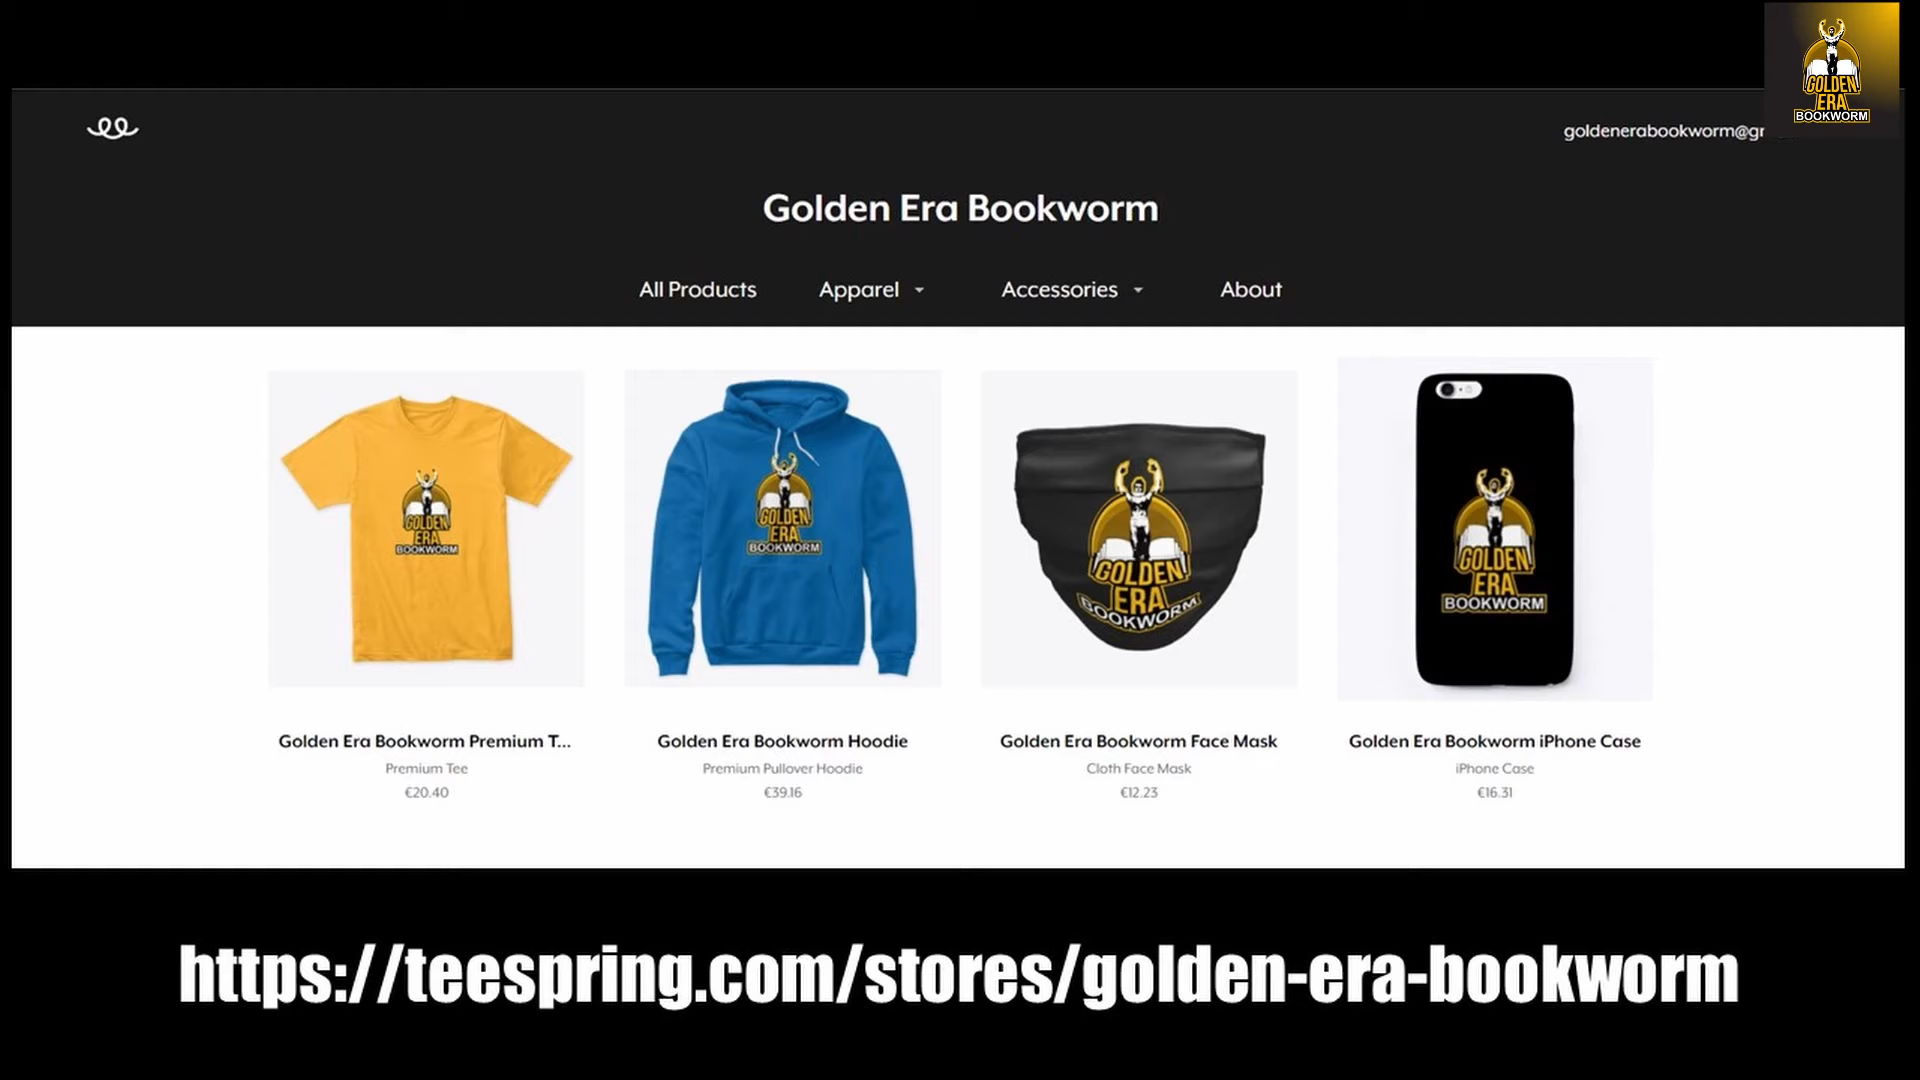 GOLDEN
ERA
BOOKWORM
goldenerabookworm@gr
Golden Era Bookworm
All Products
Apparel
Accessories
About
GOLDEN
ERA
BOOKWORM
GOLDEN
ERA
BOOKWORM
GOLDEN
ERA
BOOKWORM
GOLDEN
ERA
BOOKWORM
Golden Era Bookworm Premium T...
Premium Tee
€20.40
Golden Era Bookworm Hoodie
Premium Pullover Hoodie
€39.16
Golden Era Bookworm Face Mask
Cloth Face Mask
€12.23
Golden Era Bookworm iPhone Case
iPhone Case
€16.31
https://teespring.com/stores/golden-era-bookworm